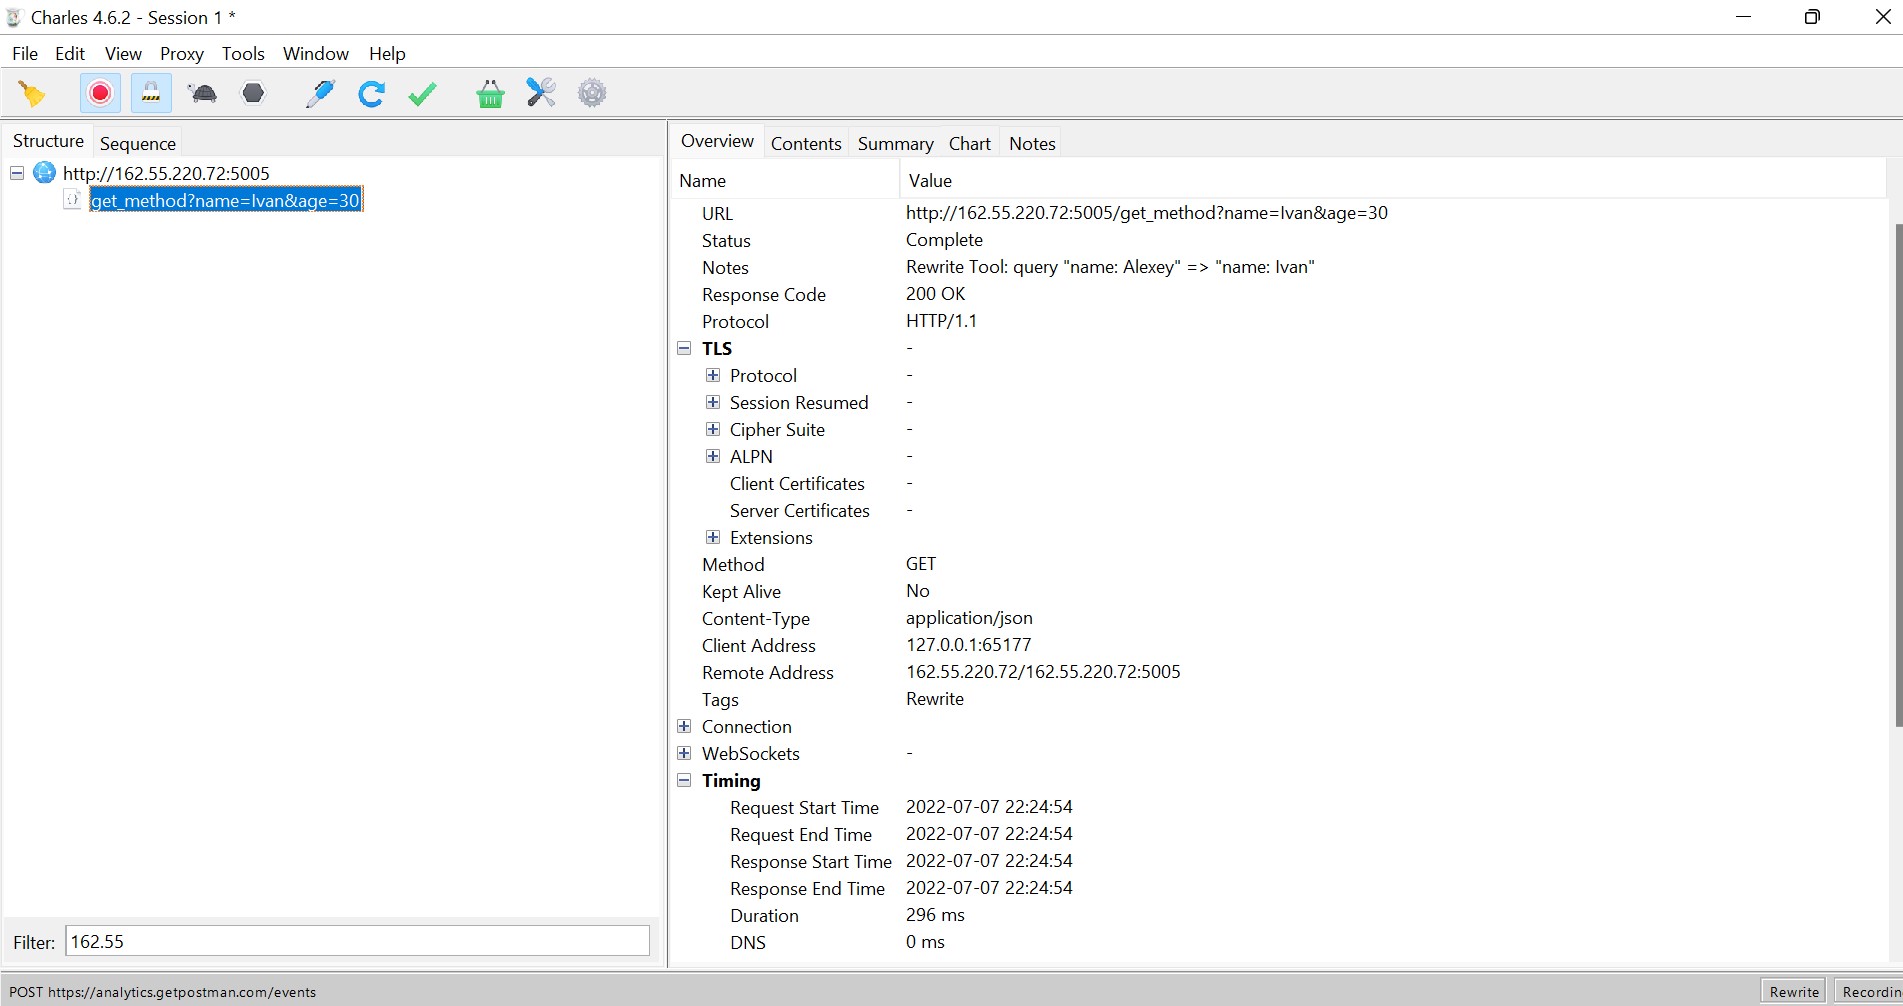 Charles 4.6.2 - Session 1 *
File Edit View Proxy Tools Window Help
Structure Sequence
http://162.55.220.72:5005
get_method?name=Ivan&age=30
Filter: 162.55
Overview Contents Summary Chart Notes
Name Value
URL http://162.55.220.72:5005/get_method?name=Ivan&age=30
Status Complete
Notes Rewrite Tool: query "name: Alexey" => "name: Ivan"
Response Code 200 OK
Protocol HTTP/1.1
TLS -
Protocol -
Session Resumed -
Cipher Suite -
ALPN -
Client Certificates -
Server Certificates -
Extensions
Method GET
Kept Alive No
Content-Type application/json
Client Address 127.0.0.1:65177
Remote Address 162.55.220.72/162.55.220.72:5005
Tags Rewrite
Connection
WebSockets -
Timing
Request Start Time 2022-07-07 22:24:54
Request End Time 2022-07-07 22:24:54
Response Start Time 2022-07-07 22:24:54
Response End Time 2022-07-07 22:24:54
Duration 296 ms
DNS 0 ms
POST https://analytics.getpostman.com/events
Rewrite Recordin